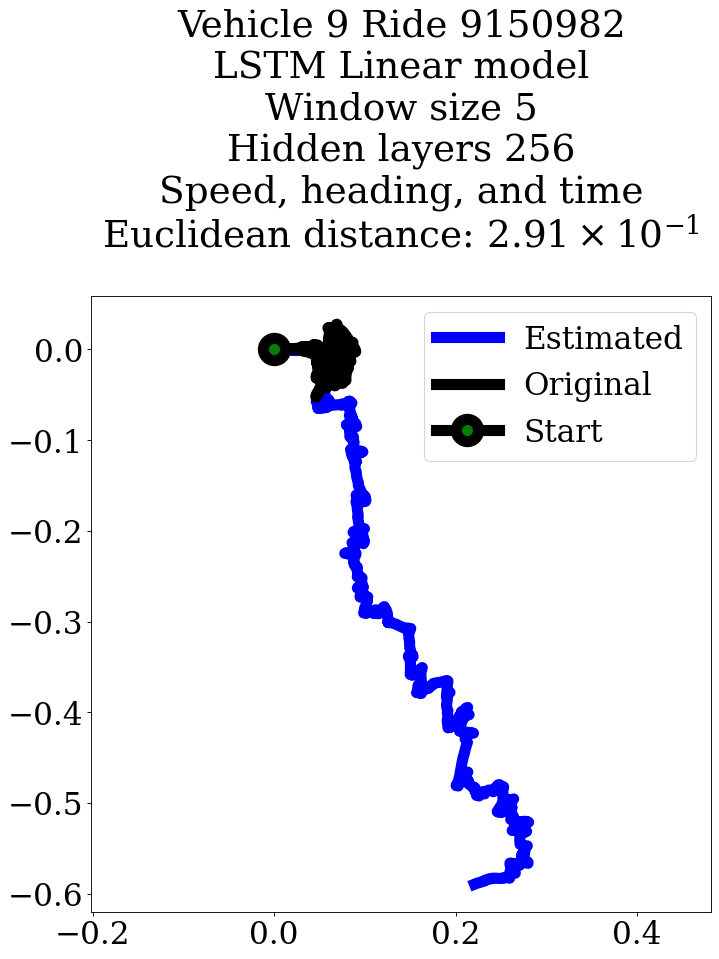 Vehicle 9 Ride 9150982
LSTM Linear model
Window size 5
Hidden layers 256
Speed, heading, and time
Euclidean distance: 2.91 × 10⁻¹
Estimated
Original
Start
0.0
−0.1
−0.2
−0.3
−0.4
−0.5
−0.6
−0.2
0.0
0.2
0.4